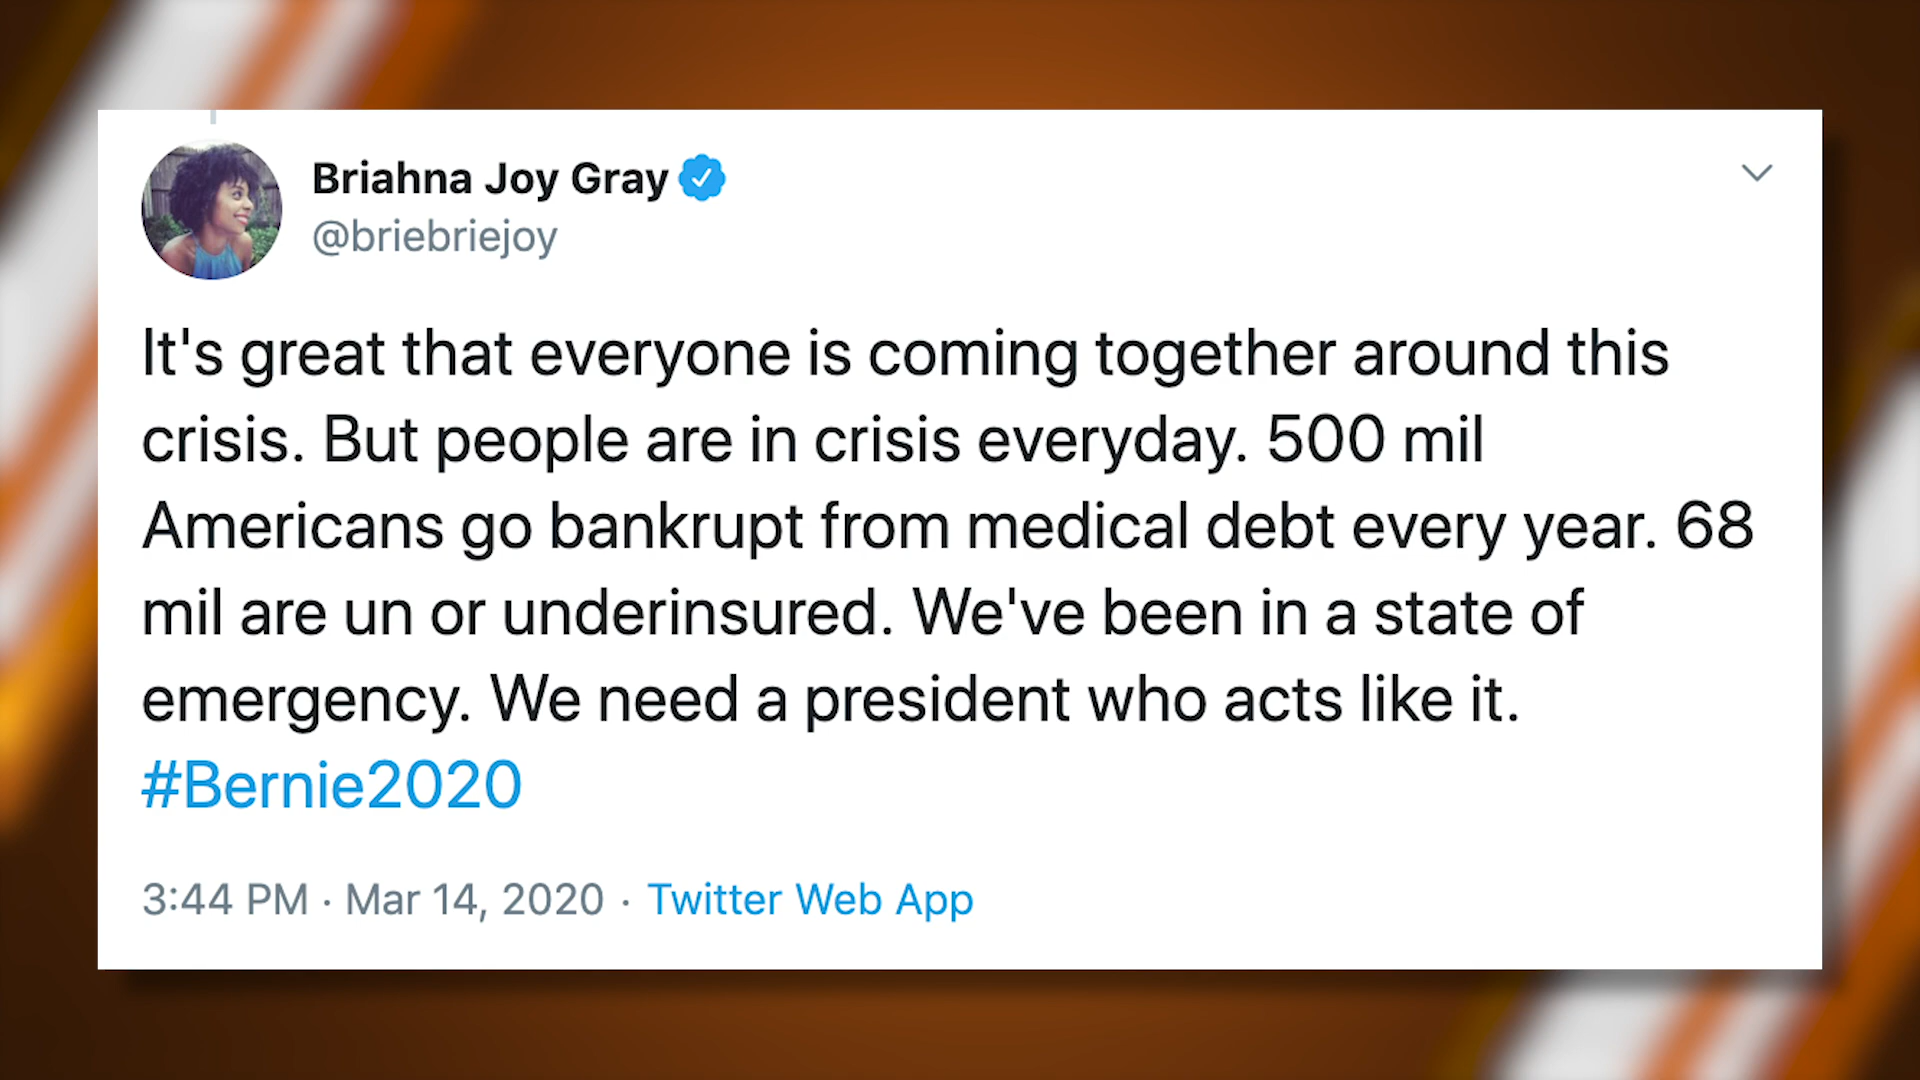 Briahna Joy Gray
@briebriejoy
It's great that everyone is coming together around this
crisis. But people are in crisis everyday. 500 mil
Americans go bankrupt from medical debt every year. 68
mil are un or underinsured. We've been in a state of
emergency. We need a president who acts like it.
#Bernie2020
3:44 PM · Mar 14, 2020 · Twitter Web App